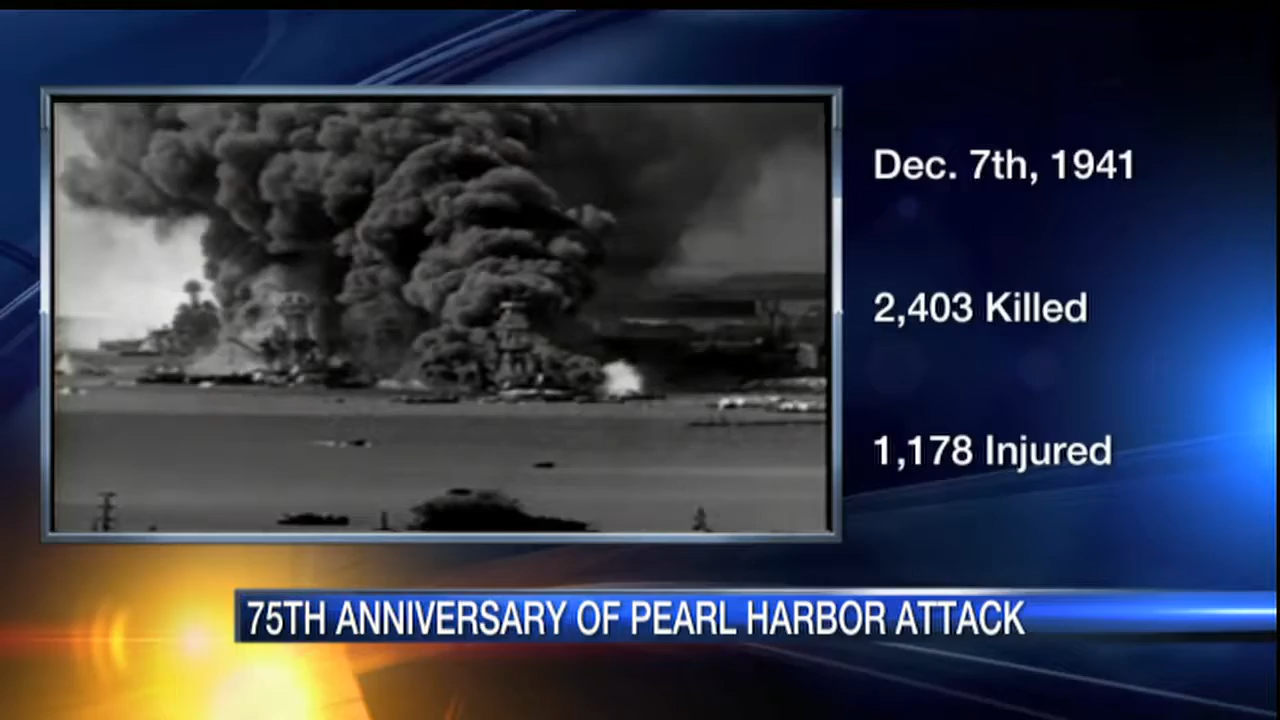 Dec. 7th, 1941
2,403 Killed
1,178 Injured
75TH ANNIVERSARY OF PEARL HARBOR ATTACK